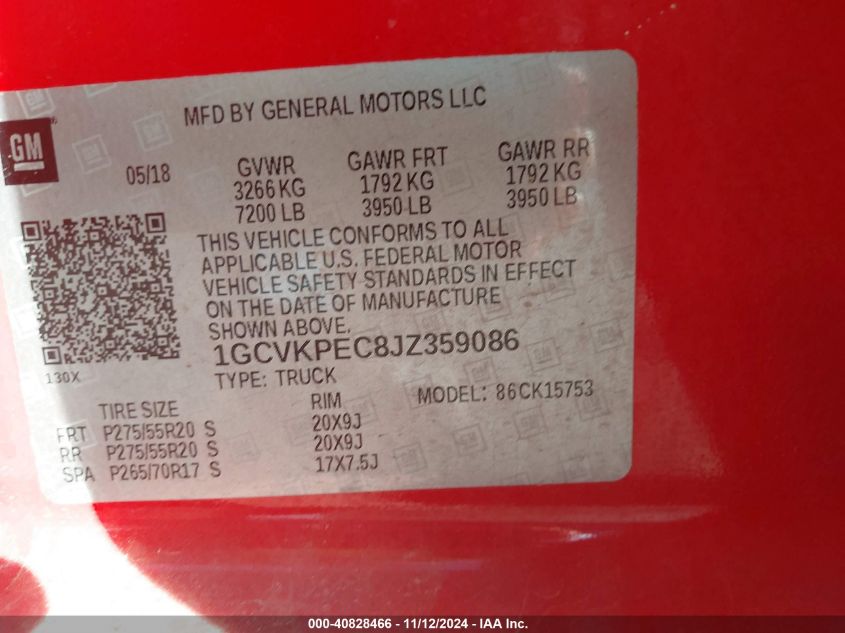 MFD BY GENERAL MOTORS LLC
GM
05/18
GVWR GAWR FRT GAWR RR
3266 KG 1792 KG 1792 KG
7200 LB 3950 LB 3950 LB
THIS VEHICLE CONFORMS TO ALL
APPLICABLE U.S. FEDERAL MOTOR
VEHICLE SAFETY STANDARDS IN EFFECT
ON THE DATE OF MANUFACTURE
SHOWN ABOVE.
1GCVKPEC8JZ359086
130X
TYPE: TRUCK
MODEL: 86CK15753
TIRE SIZE RIM
FRT P275/55R20 S 20X9J
RR P275/55R20 S 20X9J
SPA P265/70R17 S 17X7.5J
000-40828466 - 11/12/2024 - IAA Inc.